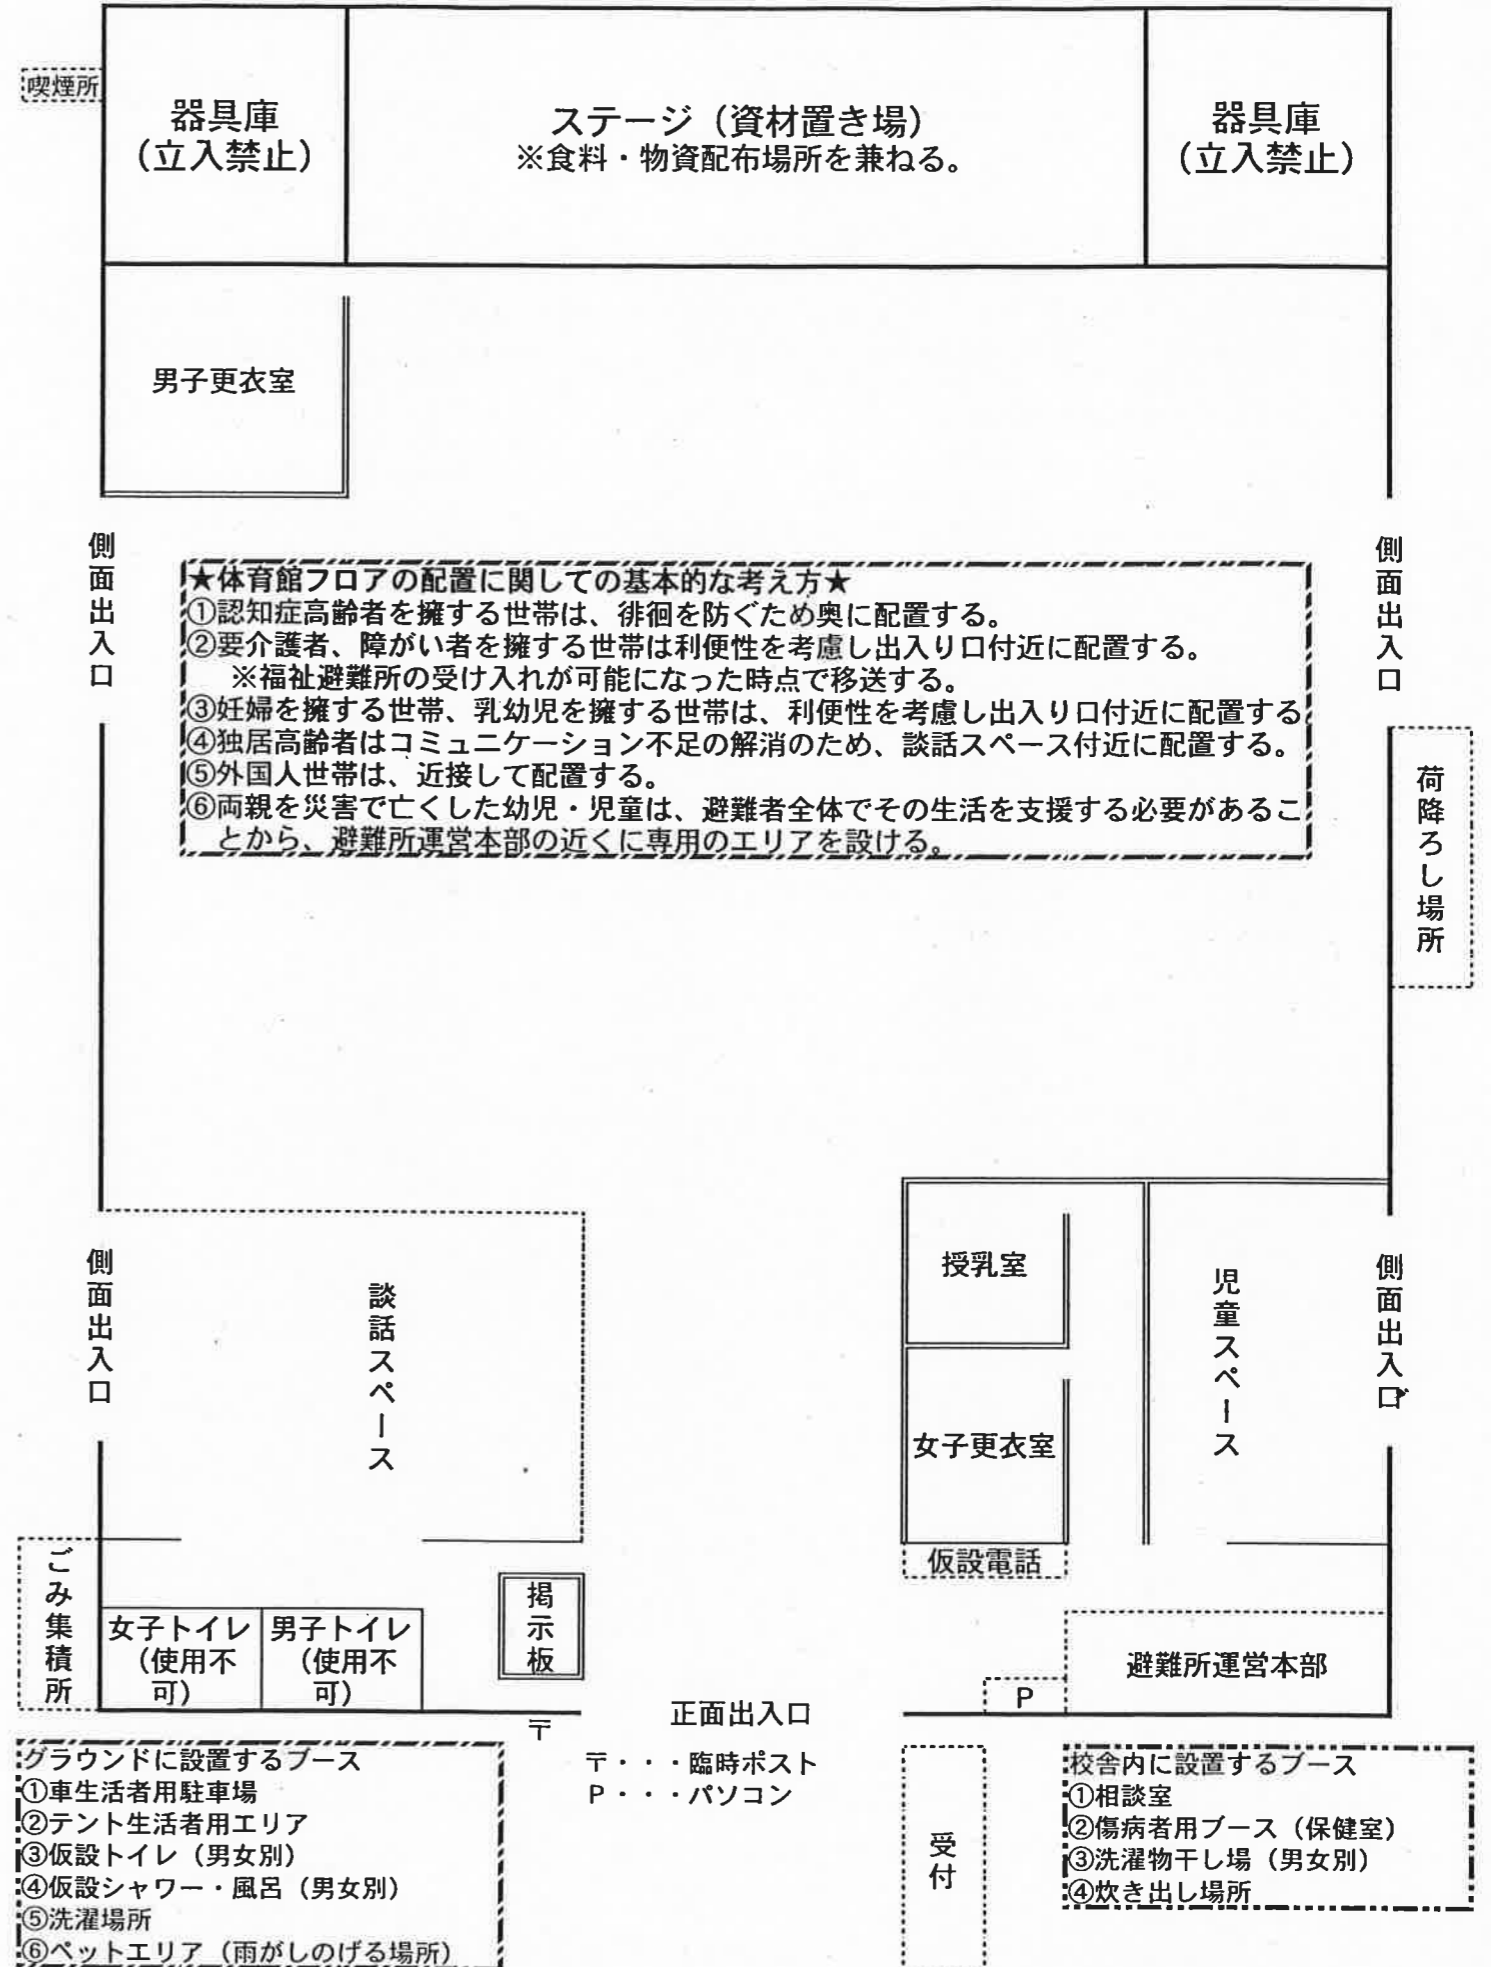 喫煙所
器具庫
（立入禁止）
ステージ（資材置き場）
※食料・物資配布場所を兼ねる。
器具庫
（立入禁止）
男子更衣室
側面出入口
側面出入口
★体育館フロアの配置に関しての基本的な考え方★
①認知症高齢者を擁する世帯は、徘徊を防ぐため奥に配置する。
②要介護者、障がい者を擁する世帯は利便性を考慮し出入り口付近に配置する。
※福祉避難所の受け入れが可能になった時点で移送する。
③妊婦を擁する世帯、乳幼児を擁する世帯は、利便性を考慮し出入り口付近に配置する
④独居高齢者はコミュニケーション不足の解消のため、談話スペース付近に配置する。
⑤外国人世帯は、近接して配置する。
⑥両親を災害で亡くした幼児・児童は、避難者全体でその生活を支援する必要があるこ
とから、避難所運営本部の近くに専用のエリアを設ける。
荷降ろし場所
側面出入口
談話スペース
授乳室
女子更衣室
児童スペース
側面出入口
仮設電話
ごみ集積所
女子トイレ
（使用不
可）
男子トイレ
（使用不
可）
掲示板
避難所運営本部
P
〒
正面出入口
〒・・・臨時ポスト
P・・・パソコン
受付
グラウンドに設置するブース
①車生活者用駐車場
②テント生活者用エリア
③仮設トイレ（男女別）
④仮設シャワー・風呂（男女別）
⑤洗濯場所
⑥ペットエリア（雨がしのげる場所）
校舎内に設置するブース
①相談室
②傷病者用ブース（保健室）
③洗濯物干し場（男女別）
④炊き出し場所